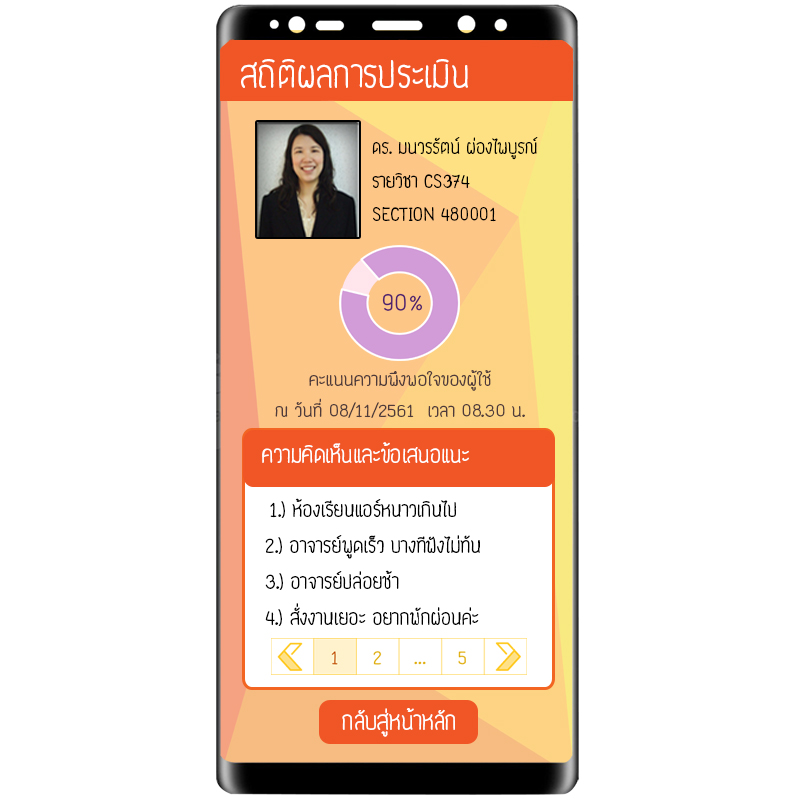 สถิติผลการประเมิน
ดร. มนวรรัตน์ ผ่องไพบูรณ์
รายวิชา CS374
SECTION 480001
90%
คะแนนความพึงพอใจของผู้ใช้
ณ วันที่ 08/11/2561 เวลา 08.30 น.
ความคิดเห็นและข้อเสนอแนะ
1.) ห้องเรียนแอร์หนาวเกินไป
2.) อาจารย์พูดเร็ว บางทีฟังไม่ทัน
3.) อาจารย์ปล่อยช้า
4.) สั่งงานเยอะ อยากพักผ่อนค่ะ
1 2 ... 5
กลับสู่หน้าหลัก